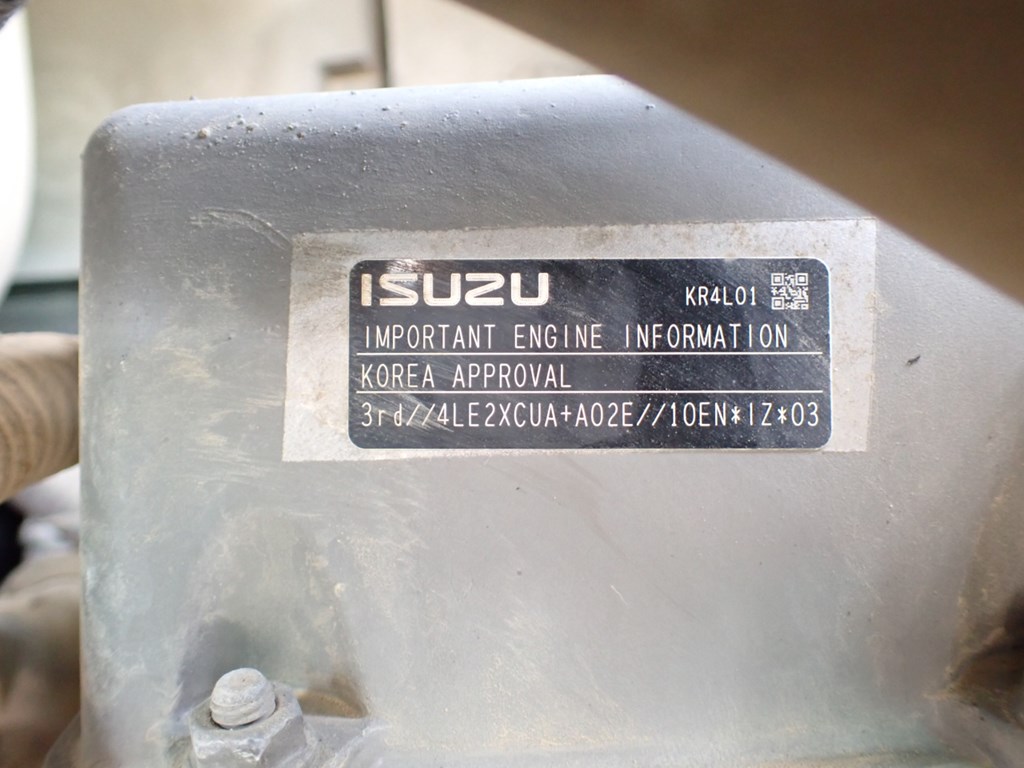 ISUZU KR4L01
IMPORTANT ENGINE INFORMATION
KOREA APPROVAL
3rd//4LE2XCUA+A02E//10EN*IZ*03